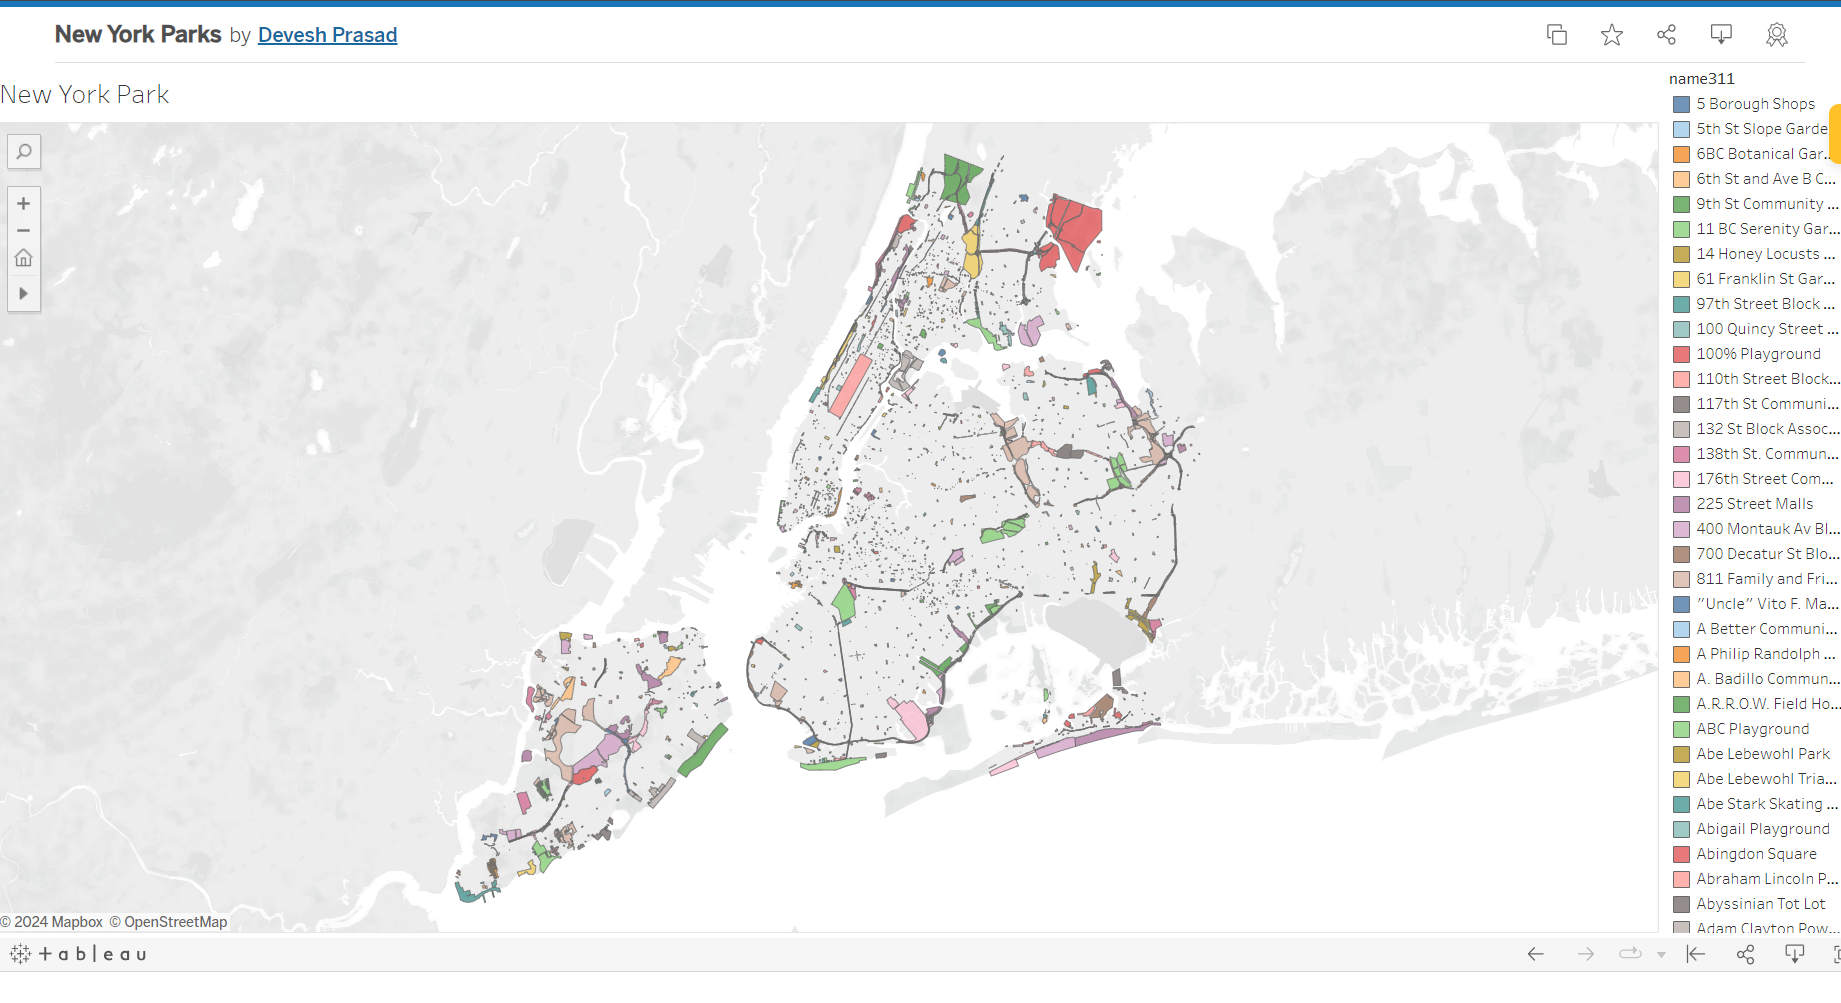 New York Parks by Devesh Prasad
New York Park
name311
5 Borough Shops
5th St Slope Garde
6BC Botanical Gar...
6th St and Ave B C...
9th St Community ...
11 BC Serenity Gar...
14 Honey Locusts ...
61 Franklin St Gar...
97th Street Block ...
100 Quincy Street ...
100% Playground
110th Street Block...
117th St Communi...
132 St Block Assoc...
138th St. Commun...
176th Street Com...
225 Street Malls
400 Montauk Av Bl...
700 Decatur St Blo...
811 Family and Fri...
"Uncle" Vito F. Ma...
A Better Communi...
A Philip Randolph ...
A. Badillo Commun...
A.R.R.O.W. Field Ho...
ABC Playground
Abe Lebewohl Park
Abe Lebewohl Tria...
Abe Stark Skating ...
Abigail Playground
Abingdon Square
Abraham Lincoln P...
Abyssinian Tot Lot
Adam Clayton Pow...
© 2024 Mapbox © OpenStreetMap
+ableau